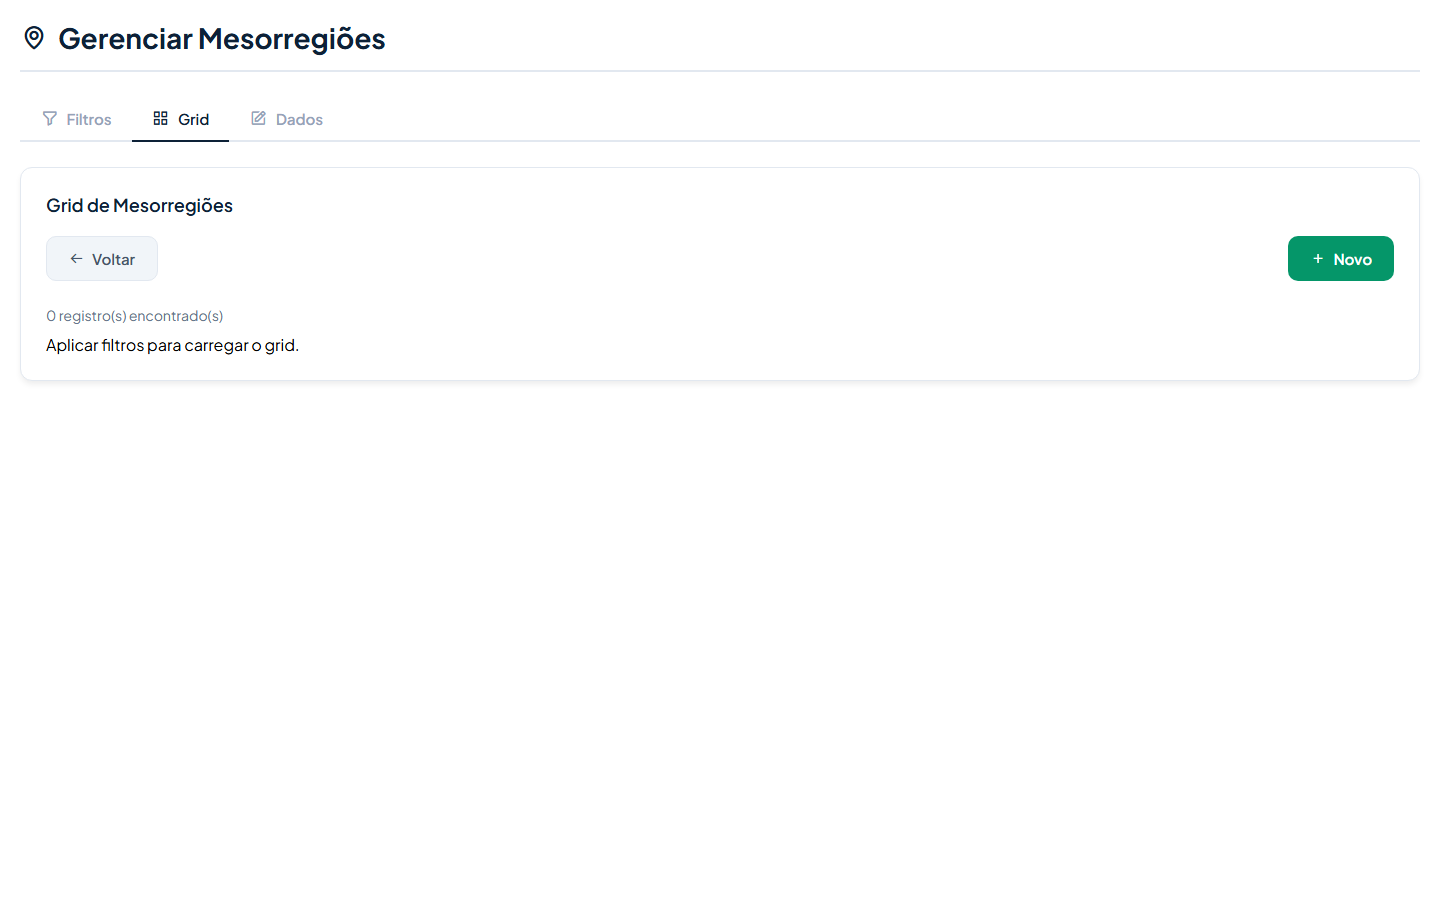 Gerenciar Mesorregiões
Filtros Grid Dados
Grid de Mesorregiões
Voltar Novo
0 registro(s) encontrado(s)
Aplicar filtros para carregar o grid.